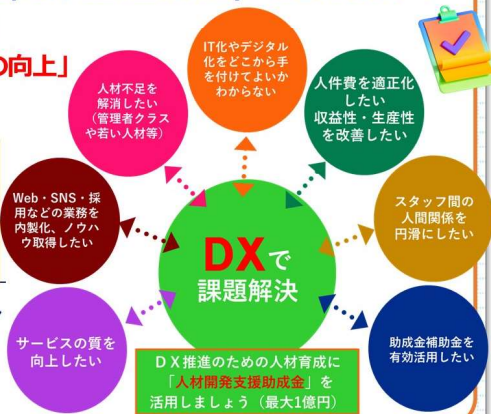 の向上」
IT化やデジタル
化をどこから手
を付けてよいか
わからない
人材不足を
解消したい
（管理者クラス
や若い人材等）
人件費を適正化
したい
収益性・生産性
を改善したい
Web・SNS・採
用などの業務を
内製化、ノウハ
ウ取得したい
スタッフ間の
人間関係を
円滑にしたい
DXで
課題解決
サービスの質を
向上したい
助成金補助金を
有効活用したい
ＤＸ推進のための人材育成に
「人材開発支援助成金」を
活用しましょう（最大1億円）